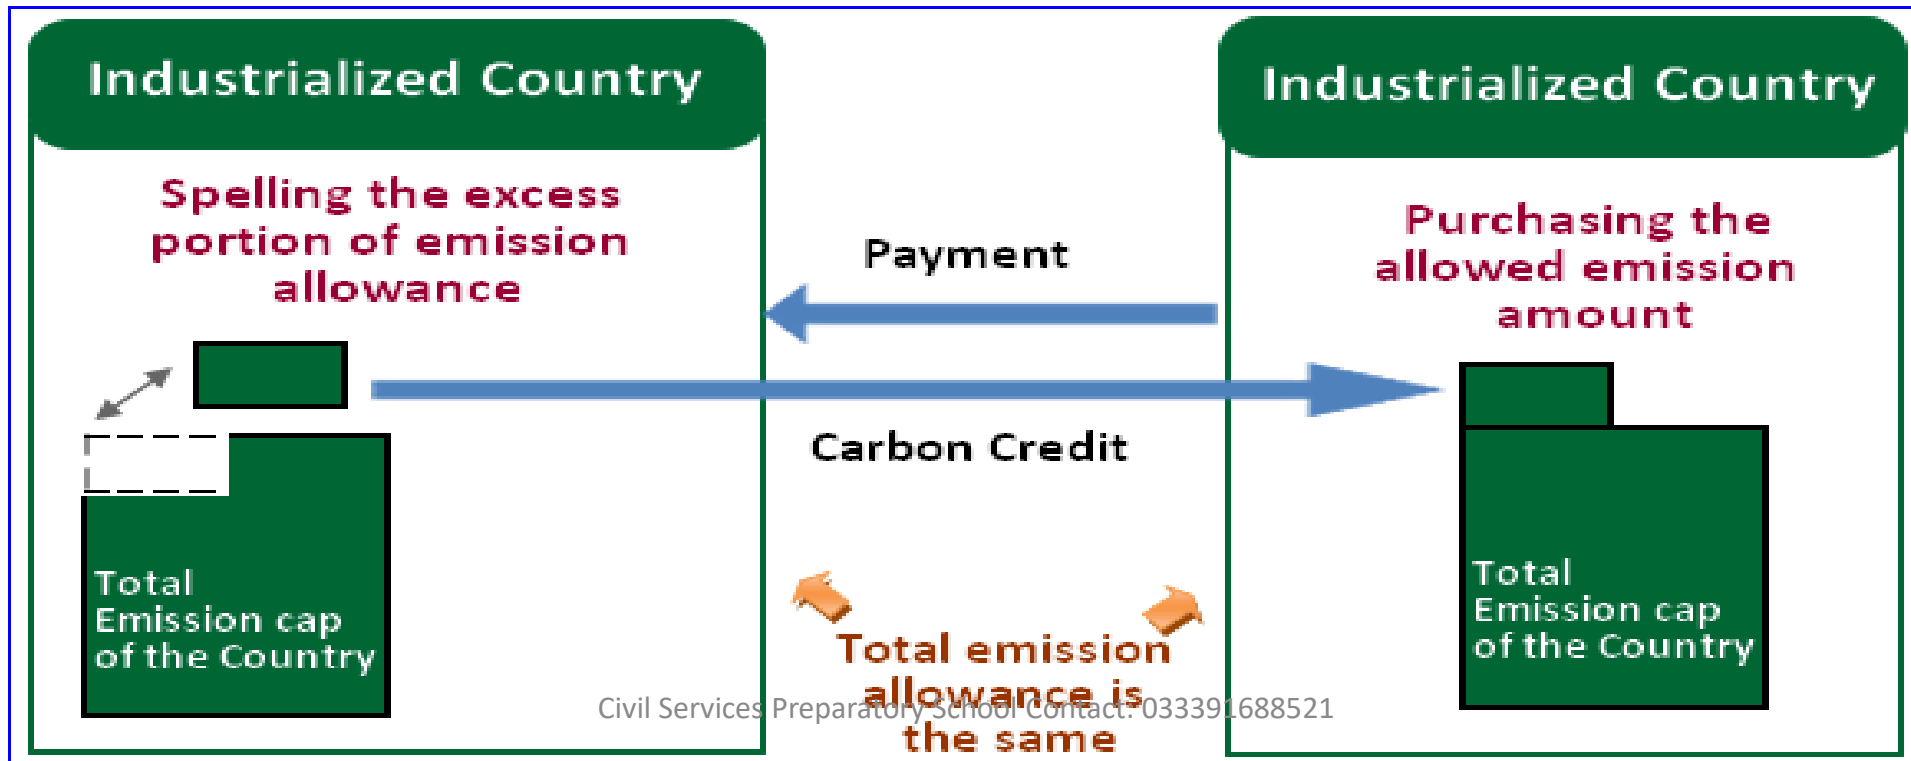 Industrialized Country
Spelling the excess
portion of emission
allowance
Total
Emission cap
of the Country
Payment
Carbon Credit
Total emission
allowance is
the same
Industrialized Country
Purchasing the
allowed emission
amount
Total
Emission cap
of the Country
Civil Services Preparatory School Contact: 033391688521